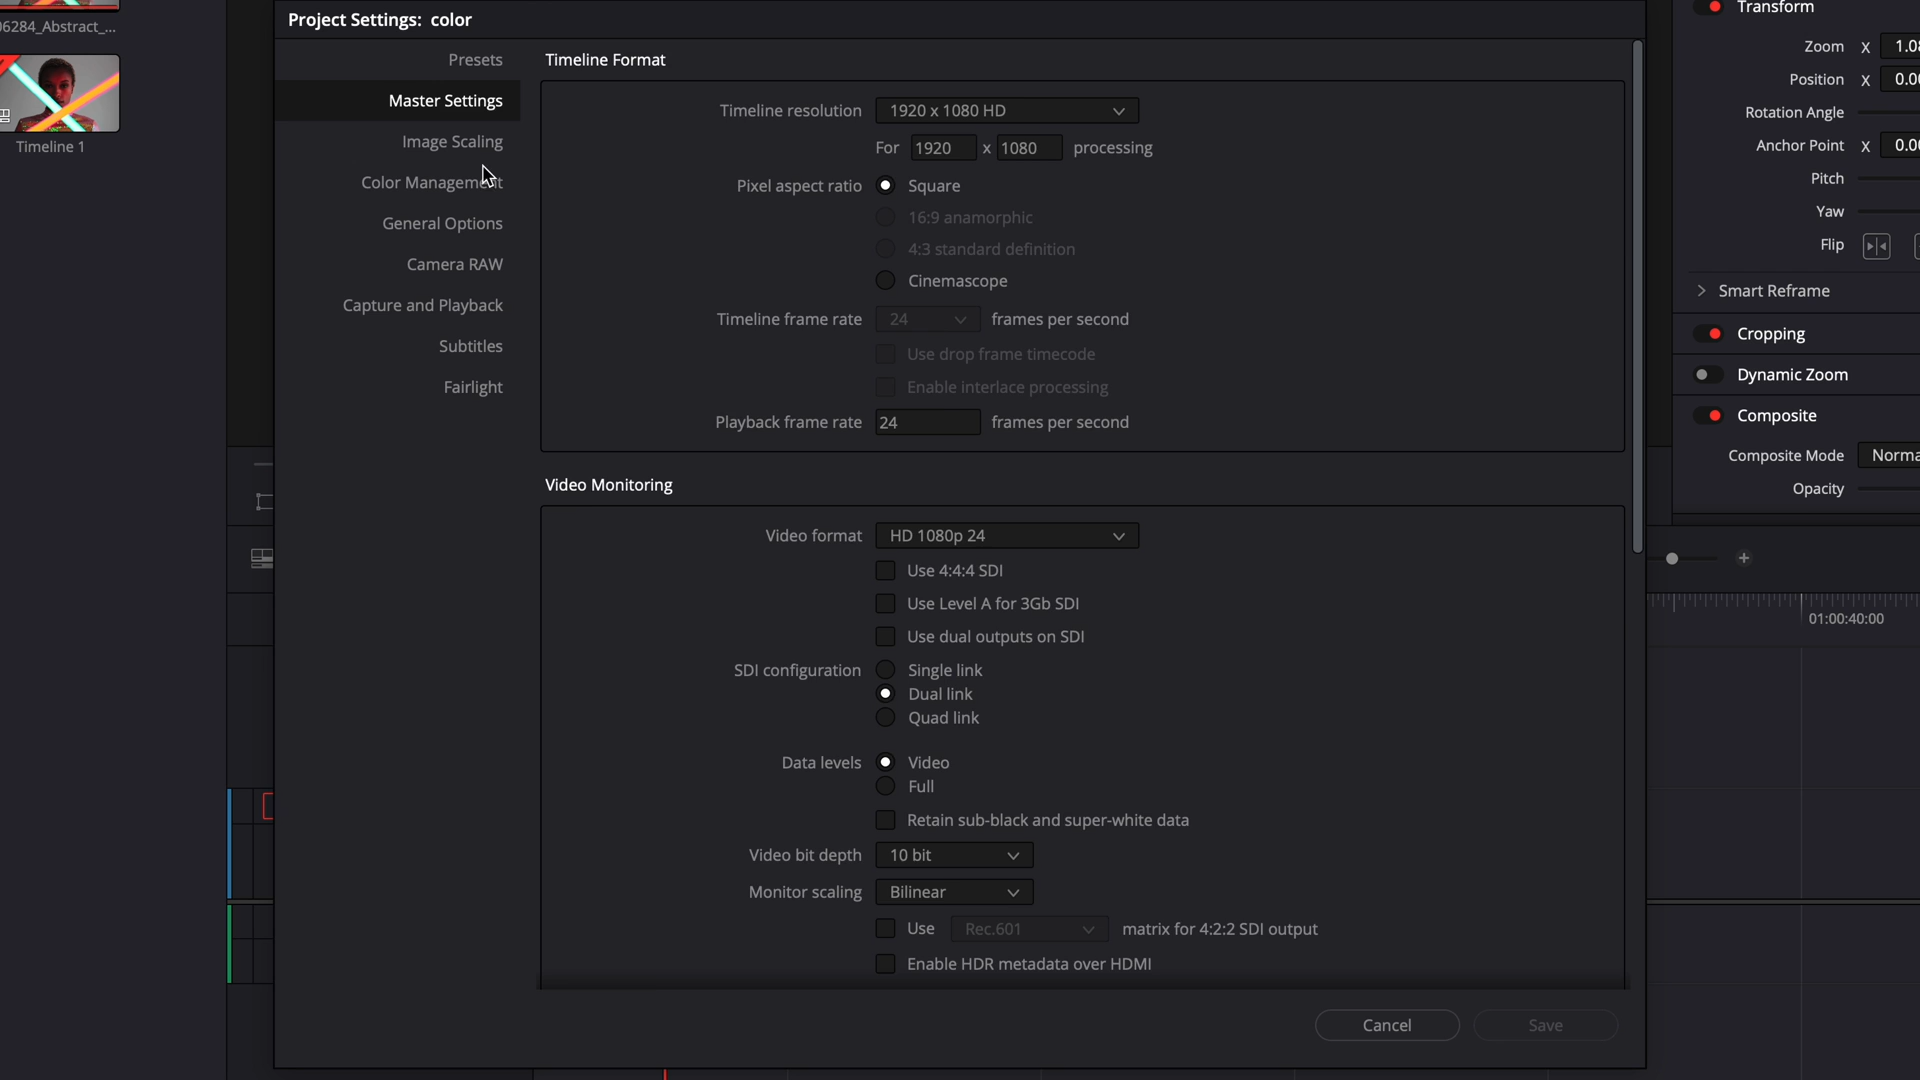 Project Settings: color
06284_Abstract_...
Timeline 1
Presets
Master Settings
Image Scaling
Color Management
General Options
Camera RAW
Capture and Playback
Subtitles
Fairlight
Timeline Format
Timeline resolution 1920 x 1080 HD
For 1920 x 1080 processing
Pixel aspect ratio Square
16:9 anamorphic
4:3 standard definition
Cinemascope
Timeline frame rate 24 frames per second
Use drop frame timecode
Enable interlace processing
Playback frame rate 24 frames per second
Video Monitoring
Video format HD 1080p 24
Use 4:4:4 SDI
Use Level A for 3Gb SDI
Use dual outputs on SDI
SDI configuration Single link
Dual link
Quad link
Data levels Video
Full
Retain sub-black and super-white data
Video bit depth 10 bit
Monitor scaling Bilinear
Use Rec.601 matrix for 4:2:2 SDI output
Enable HDR metadata over HDMI
Cancel Save
Transform
Zoom X 1.08
Position X 0.00
Rotation Angle
Anchor Point X 0.00
Pitch
Yaw
Flip
Smart Reframe
Cropping
Dynamic Zoom
Composite
Composite Mode Norma
Opacity
01:00:40:00